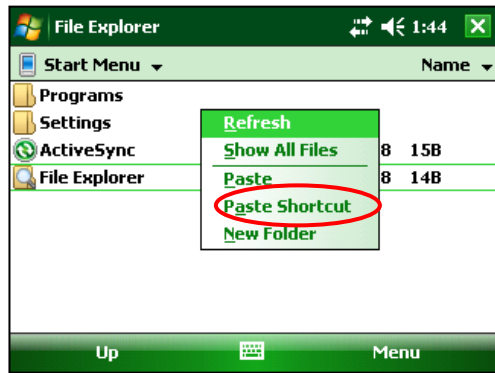 File Explorer 1:44
Start Menu Name
Programs
Settings
Refresh
ActiveSync
Show All Files 8 15B
File Explorer
Paste 8 14B
Paste Shortcut
New Folder
Up Menu